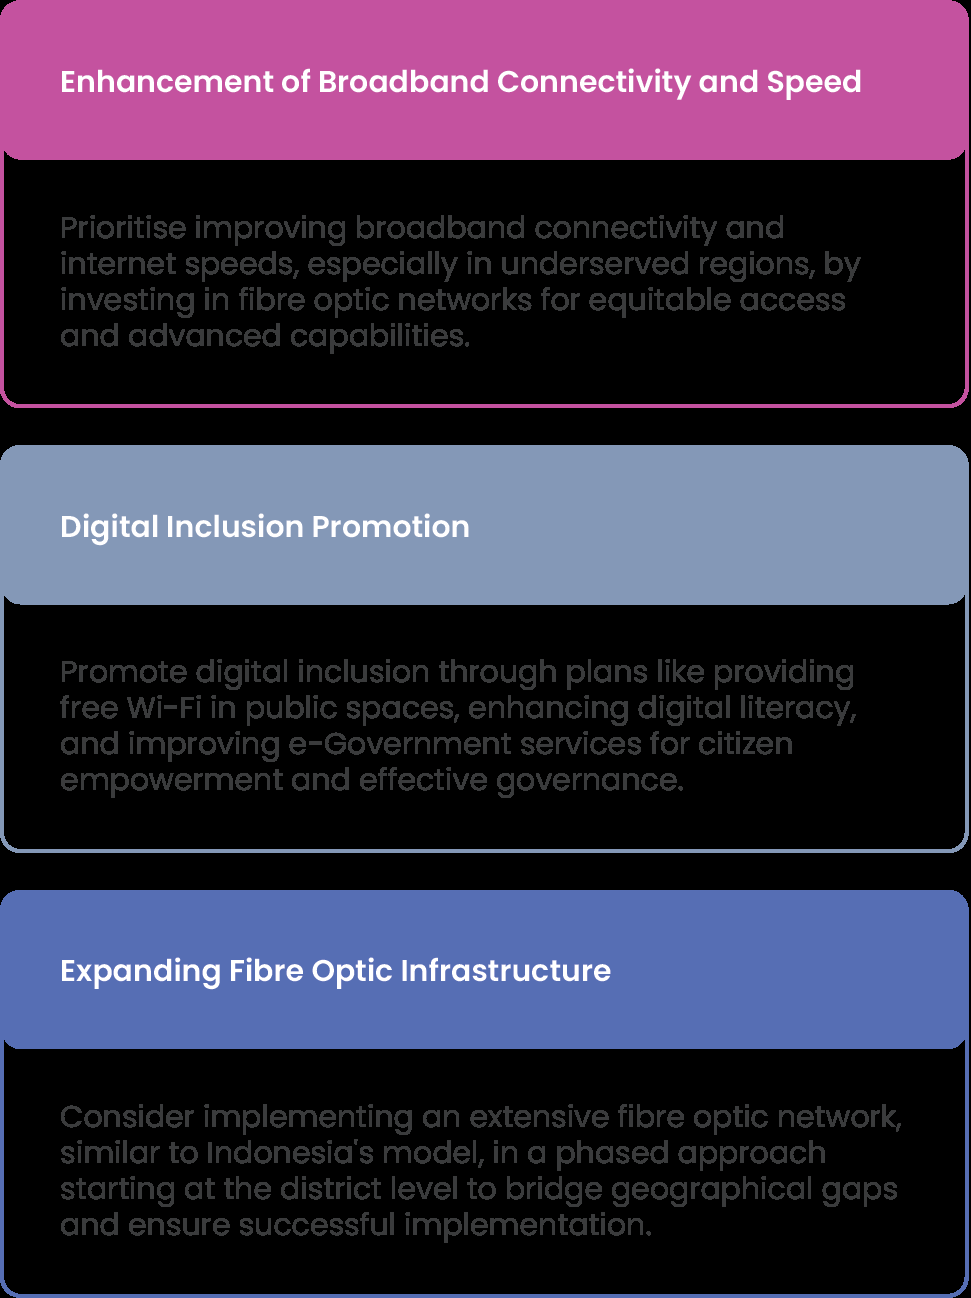 Enhancement of Broadband Connectivity and Speed
Prioritise improving broadband connectivity and
internet speeds, especially in underserved regions, by
investing in fibre optic networks for equitable access
and advanced capabilities.
Digital Inclusion Promotion
Promote digital inclusion through plans like providing
free Wi-Fi in public spaces, enhancing digital literacy,
and improving e-Government services for citizen
empowerment and effective governance.
Expanding Fibre Optic Infrastructure
Consider implementing an extensive fibre optic network,
similar to Indonesia's model, in a phased approach
starting at the district level to bridge geographical gaps
and ensure successful implementation.